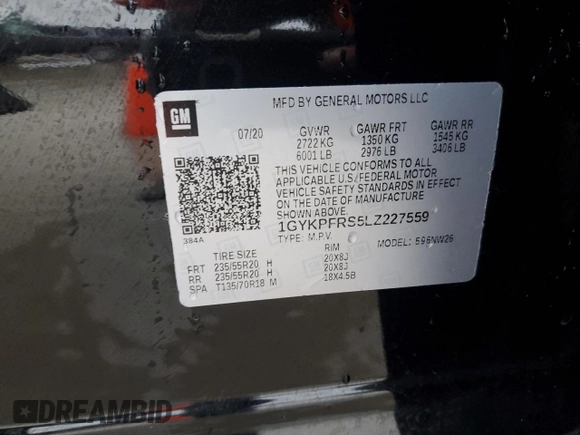 MFD BY GENERAL MOTORS LLC
GM
07/20
GVWR GAWR FRT GAWR RR
2722 KG 1350 KG 1545 KG
6001 LB 2976 LB 3406 LB
THIS VEHICLE CONFORMS TO ALL
APPLICABLE U.S./FEDERAL MOTOR
VEHICLE SAFETY STANDARDS IN EFFECT
ON THE DATE OF MANUFACTURE
SHOWN ABOVE.
1GYKPFRS5LZ227559
384A
TYPE: M.P.V. MODEL: 596NW26
TIRE SIZE RIM
FRT 235/55R20 H 20X8J
RR 235/55R20 H 20X8J
SPA T135/70R18 M 18X4.5B
DREAMBID